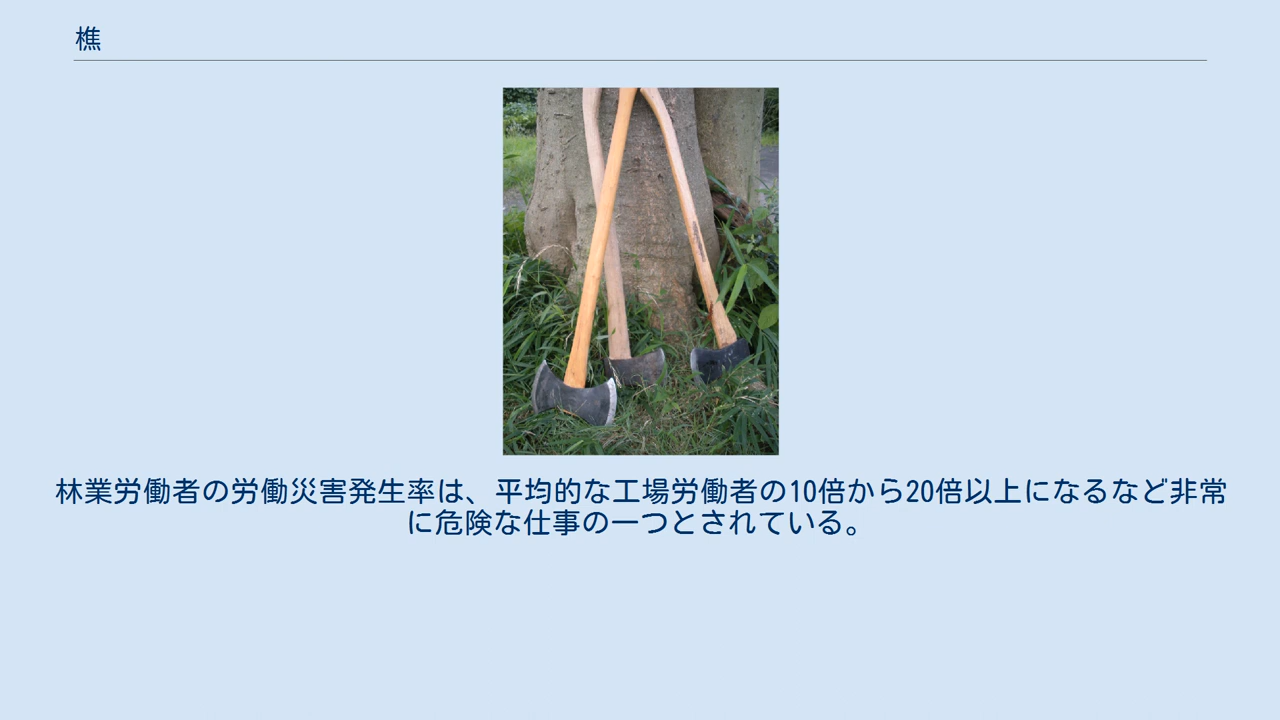 樵
林業労働者の労働災害発生率は、平均的な工場労働者の10倍から20倍以上になるなど非常
に危険な仕事の一つとされている。